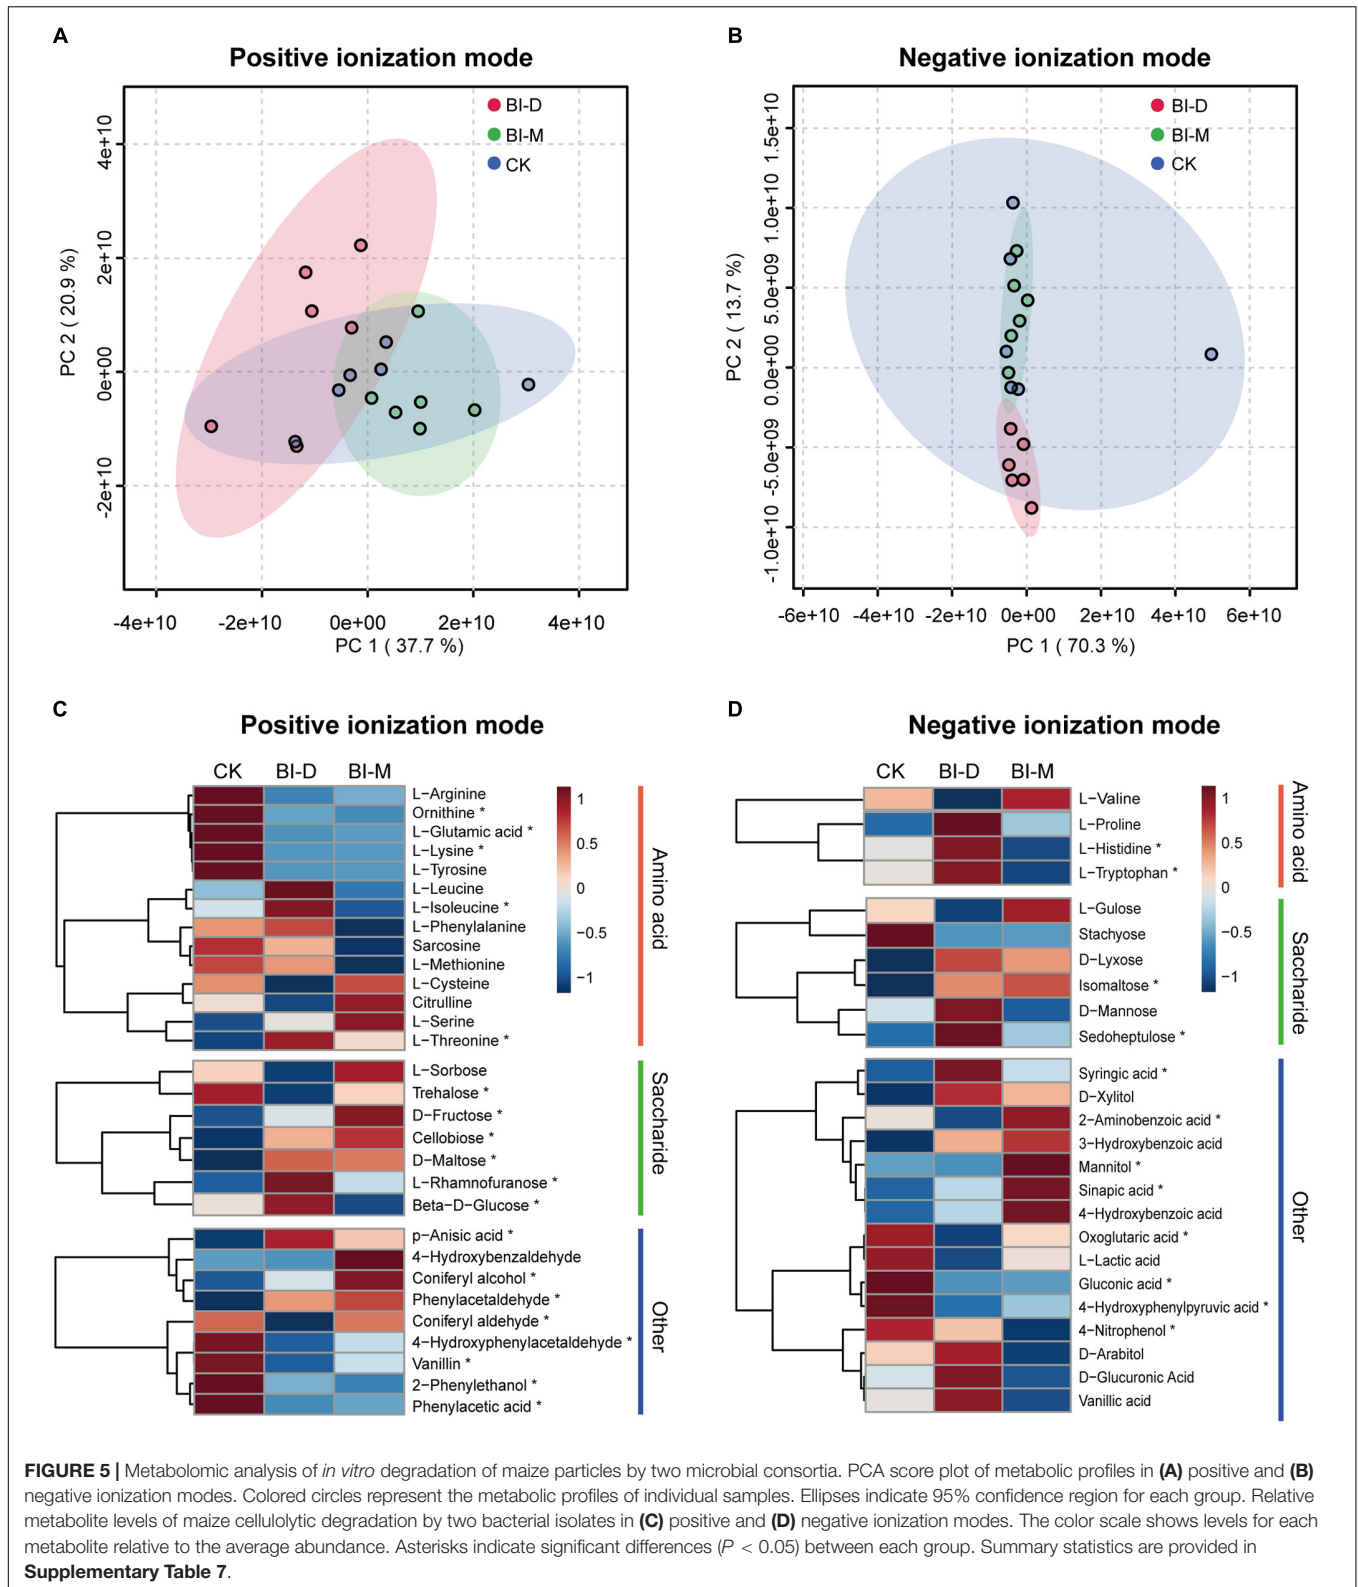 A
Positive ionization mode
BI-D
BI-M
CK
4e+10
2e+10
0e+00
-2e+10
PC 2 ( 20.9 %)
-4e+10 -2e+10 0e+00 2e+10 4e+10
PC 1 ( 37.7 %)
B
Negative ionization mode
BI-D
BI-M
CK
1.5e+10
1.0e+10
5.0e+09
0.0e+00
-5.0e+09
-1.0e+10
PC 2 ( 13.7 %)
-6e+10 -4e+10 -2e+10 0e+00 2e+10 4e+10 6e+10
PC 1 ( 70.3 %)
C
Positive ionization mode
CK BI-D BI-M
L−Arginine
Ornithine *
L−Glutamic acid *
L−Lysine *
L−Tyrosine
L−Leucine
L−Isoleucine *
L−Phenylalanine
Sarcosine
L−Methionine
L−Cysteine
Citrulline
L−Serine
L−Threonine *
Amino acid
L−Sorbose
Trehalose *
D−Fructose *
Cellobiose *
D−Maltose *
L−Rhamnofuranose *
Beta−D−Glucose *
Saccharide
p−Anisic acid *
4−Hydroxybenzaldehyde
Coniferyl alcohol *
Phenylacetaldehyde *
Coniferyl aldehyde *
4−Hydroxyphenylacetaldehyde *
Vanillin *
2−Phenylethanol *
Phenylacetic acid *
Other
1
0.5
0
−0.5
−1
D
Negative ionization mode
CK BI-D BI-M
L−Valine
L−Proline
L−Histidine *
L−Tryptophan *
Amino acid
L−Gulose
Stachyose
D−Lyxose
Isomaltose *
D−Mannose
Sedoheptulose *
Saccharide
Syringic acid *
D−Xylitol
2−Aminobenzoic acid *
3−Hydroxybenzoic acid
Mannitol *
Sinapic acid *
4−Hydroxybenzoic acid
Oxoglutaric acid *
L−Lactic acid
Gluconic acid *
4−Hydroxyphenylpyruvic acid *
4−Nitrophenol *
D−Arabitol
D−Glucuronic Acid
Vanillic acid
Other
1
0.5
0
−0.5
−1
FIGURE 5 | Metabolomic analysis of in vitro degradation of maize particles by two microbial consortia. PCA score plot of metabolic profiles in (A) positive and (B)
negative ionization modes. Colored circles represent the metabolic profiles of individual samples. Ellipses indicate 95% confidence region for each group. Relative
metabolite levels of maize cellulolytic degradation by two bacterial isolates in (C) positive and (D) negative ionization modes. The color scale shows levels for each
metabolite relative to the average abundance. Asterisks indicate significant differences (P < 0.05) between each group. Summary statistics are provided in
Supplementary Table 7.